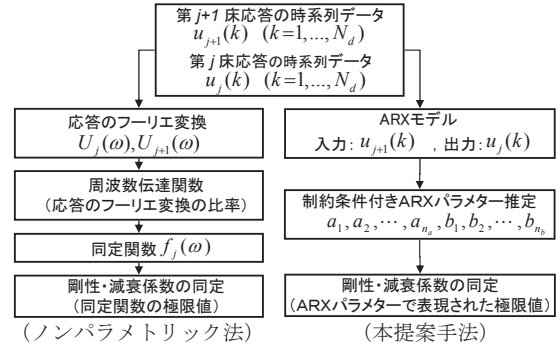 第 j+1 床応答の時系列データ
u_{j+1}(k) (k=1,...,N_d)
第 j 床応答の時系列データ
u_j(k) (k=1,...,N_d)
応答のフーリエ変換
U_j(ω),U_{j+1}(ω)
周波数伝達関数
(応答のフーリエ変換の比率)
同定関数 f_j(ω)
剛性・減衰係数の同定
(同定関数の極限値)
(ノンパラメトリック法)
ARXモデル
入力: u_{j+1}(k) , 出力: u_j(k)
制約条件付きARXパラメター推定
a_1, a_2, ⋯, a_{n_a}, b_1, b_2, ⋯, b_{n_b}
剛性・減衰係数の同定
(ARXパラメターで表現された極限値)
(本提案手法)